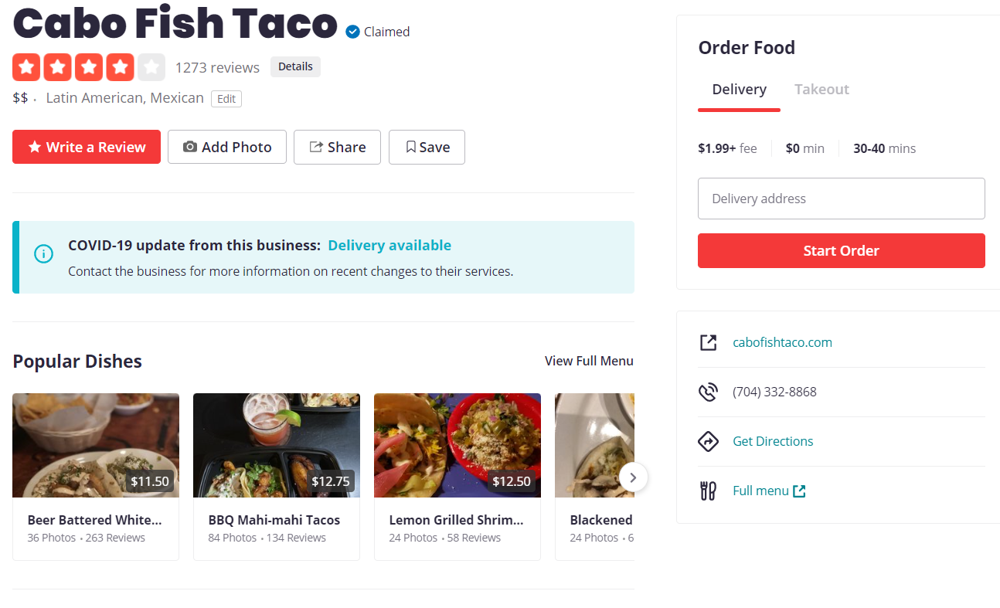 Cabo Fish Taco Claimed
1273 reviews Details
$$ · Latin American, Mexican Edit
Write a Review Add Photo Share Save
COVID-19 update from this business: Delivery available
Contact the business for more information on recent changes to their services.
Popular Dishes View Full Menu
$11.50
Beer Battered White...
36 Photos • 263 Reviews
$12.75
BBQ Mahi-mahi Tacos
84 Photos • 134 Reviews
$12.50
Lemon Grilled Shrim...
24 Photos • 58 Reviews
Blackened
24 Photos • 6
Order Food
Delivery Takeout
$1.99+ fee $0 min 30-40 mins
Delivery address
Start Order
cabofishtaco.com
(704) 332-8868
Get Directions
Full menu